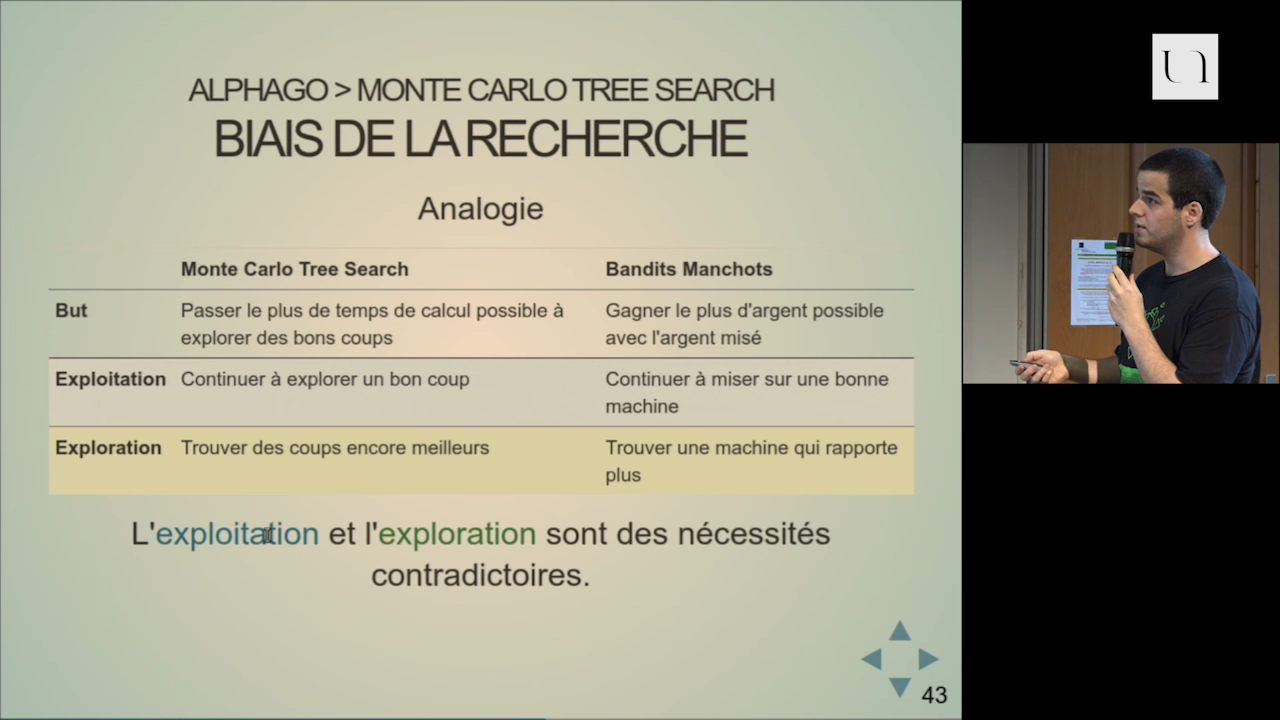 ALPHAGO > MONTE CARLO TREE SEARCH
BIAIS DE LA RECHERCHE
Analogie
Monte Carlo Tree Search Bandits Manchots
But Passer le plus de temps de calcul possible à explorer des bons coups Gagner le plus d'argent possible avec l'argent misé
Exploitation Continuer à explorer un bon coup Continuer à miser sur une bonne machine
Exploration Trouver des coups encore meilleurs Trouver une machine qui rapporte plus
L'exploitation et l'exploration sont des nécessités
contradictoires.
43